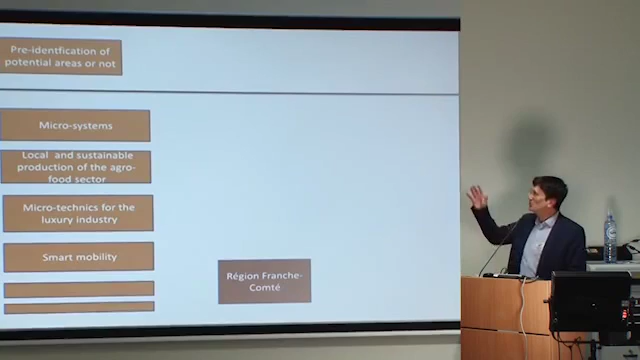 Pre-identfication of
potential areas or not
Micro-systems
Local and sustainable
production of the agro-
food sector
Micro-technics for the
luxury industry
Smart mobility
Région Franche-
Comté